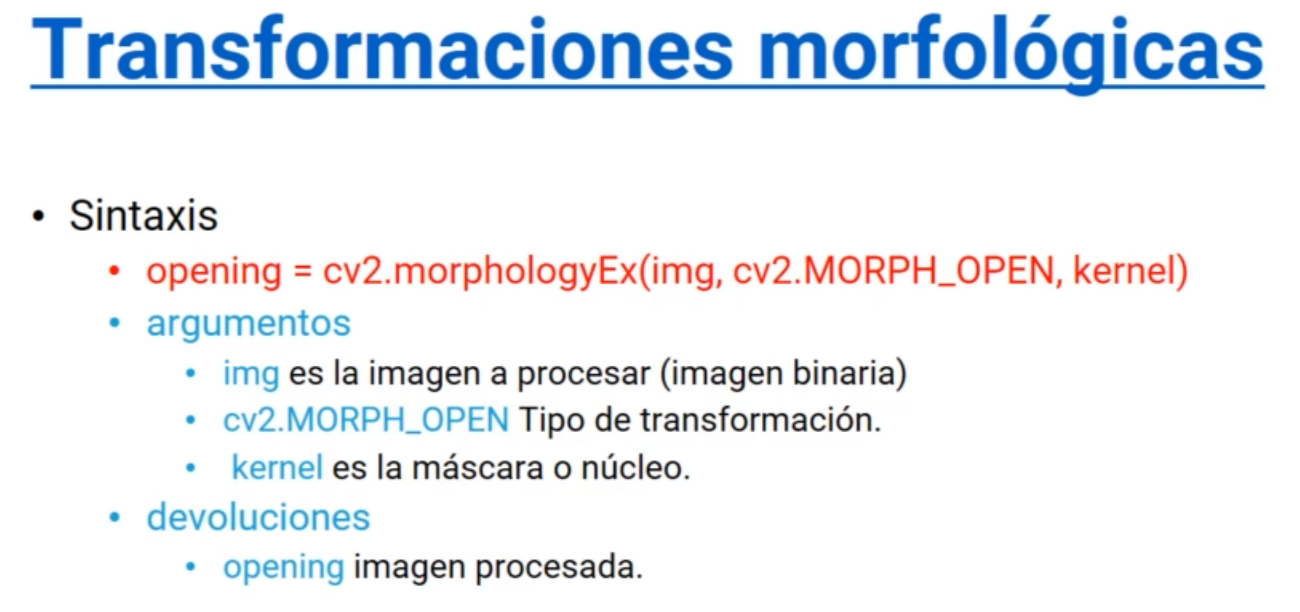 Transformaciones morfológicas
• Sintaxis
• opening = cv2.morphologyEx(img, cv2.MORPH_OPEN, kernel)
• argumentos
• img es la imagen a procesar (imagen binaria)
• cv2.MORPH_OPEN Tipo de transformación.
• kernel es la máscara o núcleo.
• devoluciones
• opening imagen procesada.